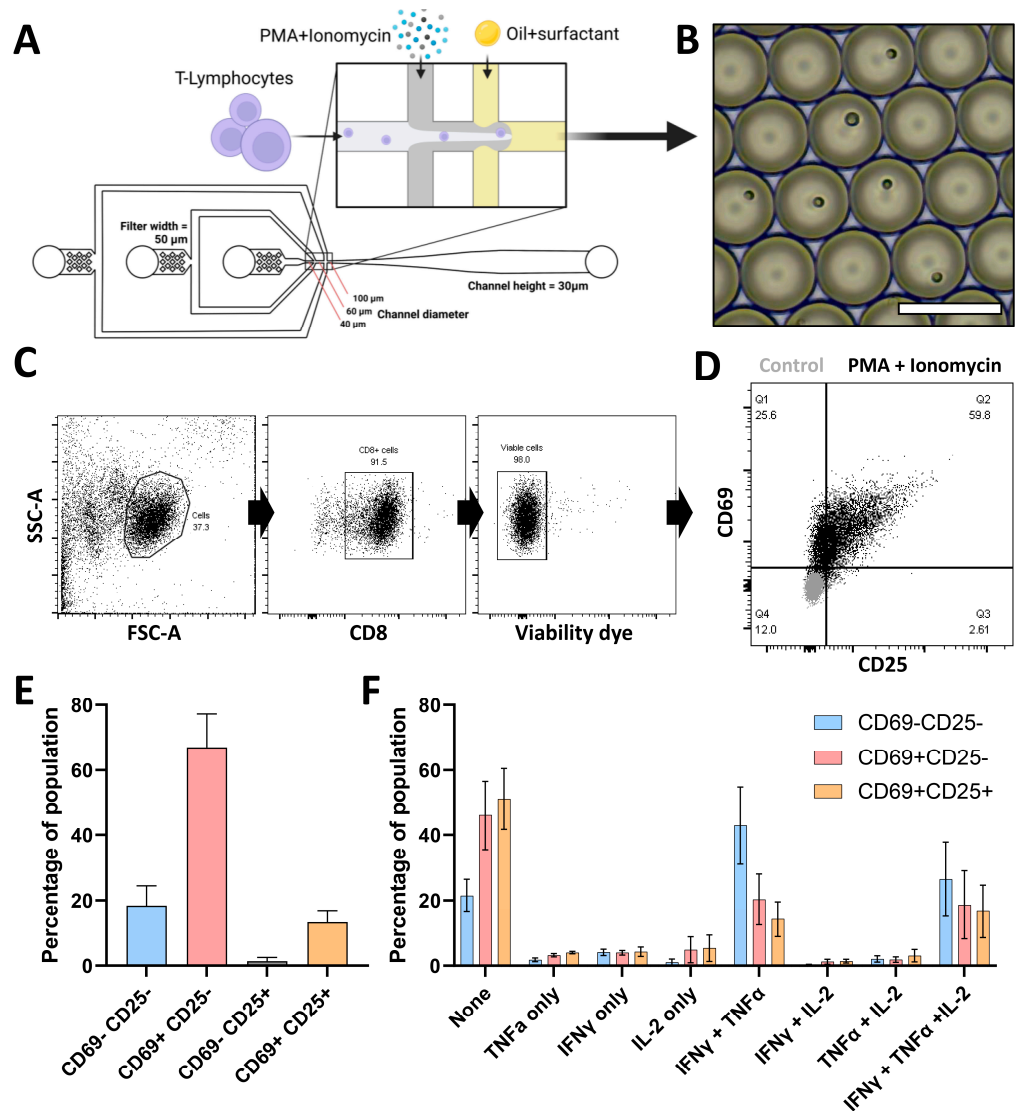 A
PMA+Ionomycin
Oil+surfactant
B
T-Lymphocytes
Filter width =
50 µm
Channel height = 30µm
100 µm
60 µm
Channel diameter
40 µm
C
D
Control
PMA + Ionomycin
SSC-A
Cells
37.3
FSC-A
CD8+ cells
91.5
CD8
Viable cells
98.0
Viability dye
CD69
Q1
25.6
Q2
59.8
Q4
12.0
Q3
2.61
CD25
E
Percentage of population
80
60
40
20
0
CD69- CD25-
CD69+ CD25-
CD69- CD25+
CD69+ CD25+
F
Percentage of population
80
60
40
20
0
CD69-CD25-
CD69+CD25-
CD69+CD25+
None
TNFa only
IFNγ only
IL-2 only
IFNγ + TNFα
IFNγ + IL-2
TNFα + IL-2
IFNγ + TNFα +IL-2